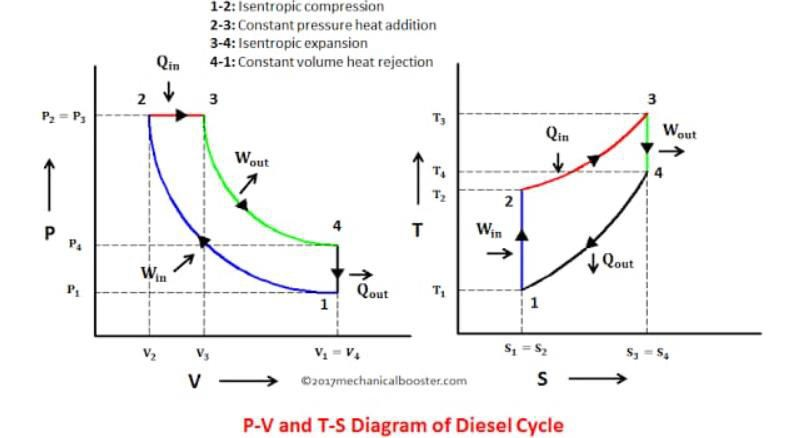 1-2: Isentropic compression
2-3: Constant pressure heat addition
3-4: Isentropic expansion
4-1: Constant volume heat rejection
Qin
2
3
P₂ = P₃
Wout
P
4
P₄
Win
Qout
P₁
1
V₂
V₃
V₁ = V₄
V
©2017mechanicalbooster.com
3
T₃
Qin
Wout
T₄
4
T₂
2
T
Win
Qout
T₁
1
S₁ = S₂
S₃ = S₄
S
P-V and T-S Diagram of Diesel Cycle